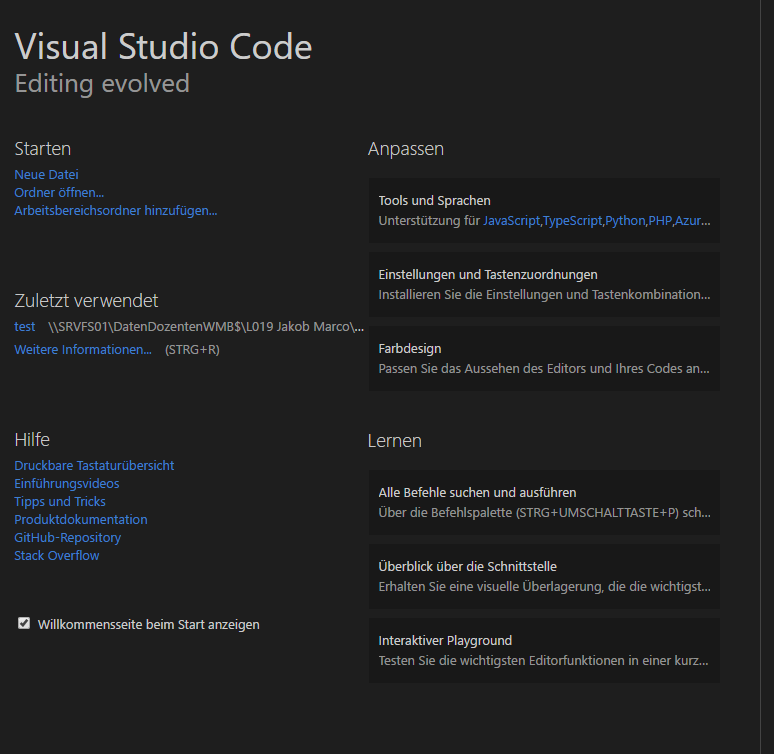 Visual Studio Code
Editing evolved
Starten
Neue Datei
Ordner öffnen...
Arbeitsbereichsordner hinzufügen...
Zuletzt verwendet
test \\SRVFS01\DatenDozentenWMB$\L019 Jakob Marco\...
Weitere Informationen... (STRG+R)
Hilfe
Druckbare Tastaturübersicht
Einführungsvideos
Tipps und Tricks
Produktdokumentation
GitHub-Repository
Stack Overflow
Willkommensseite beim Start anzeigen
Anpassen
Tools und Sprachen
Unterstützung für JavaScript,TypeScript,Python,PHP,Azur...
Einstellungen und Tastenzuordnungen
Installieren Sie die Einstellungen und Tastenkombination...
Farbdesign
Passen Sie das Aussehen des Editors und Ihres Codes an...
Lernen
Alle Befehle suchen und ausführen
Über die Befehlspalette (STRG+UMSCHALTTASTE+P) sch...
Überblick über die Schnittstelle
Erhalten Sie eine visuelle Überlagerung, die die wichtigst...
Interaktiver Playground
Testen Sie die wichtigsten Editorfunktionen in einer kurz...